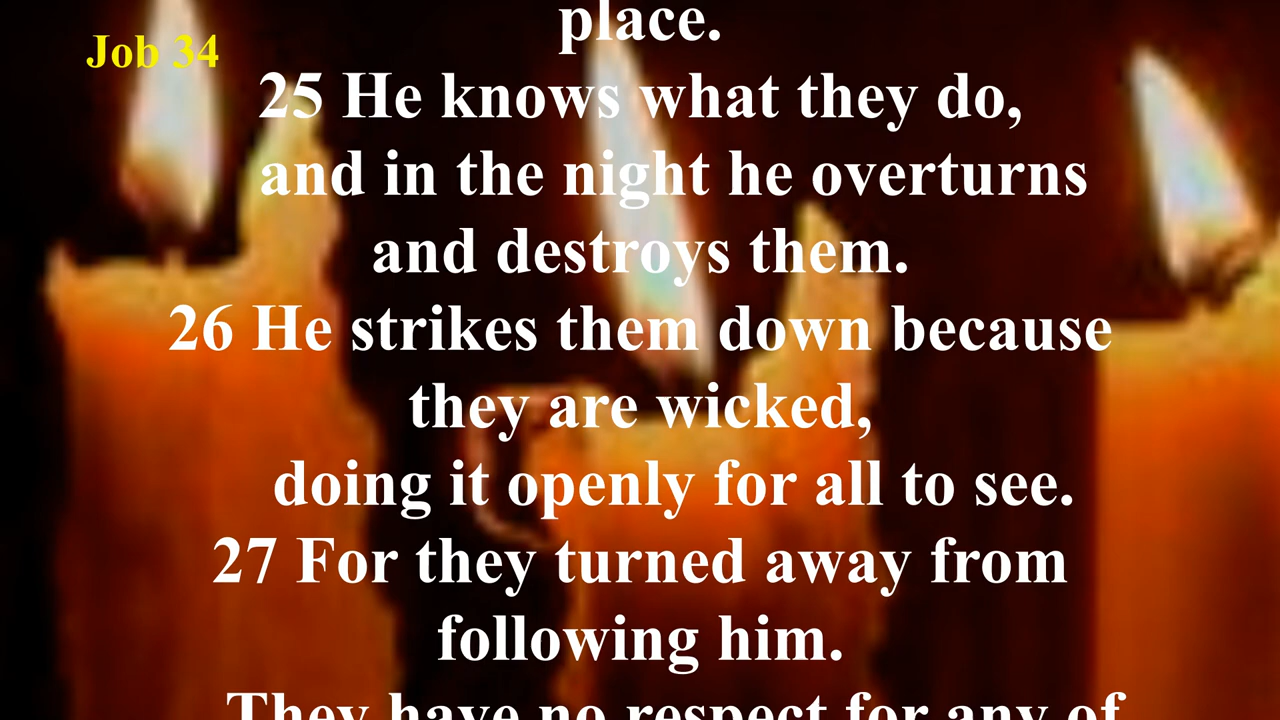 place.
Job 34
25 He knows what they do,
and in the night he overturns
and destroys them.
26 He strikes them down because
they are wicked,
doing it openly for all to see.
27 For they turned away from
following him.
They have no respect for any of